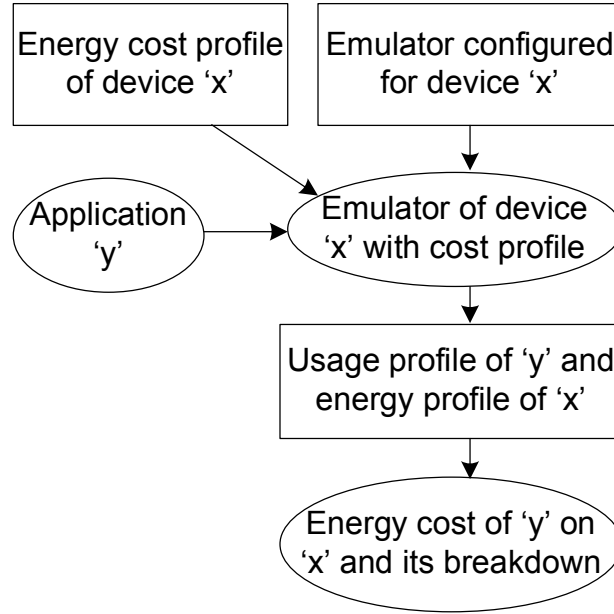 Energy cost profile
of device ‘x’
Emulator configured
for device ‘x’
Application
‘y’
Emulator of device
‘x’ with cost profile
Usage profile of ‘y’ and
energy profile of ‘x’
Energy cost of ‘y’ on
‘x’ and its breakdown